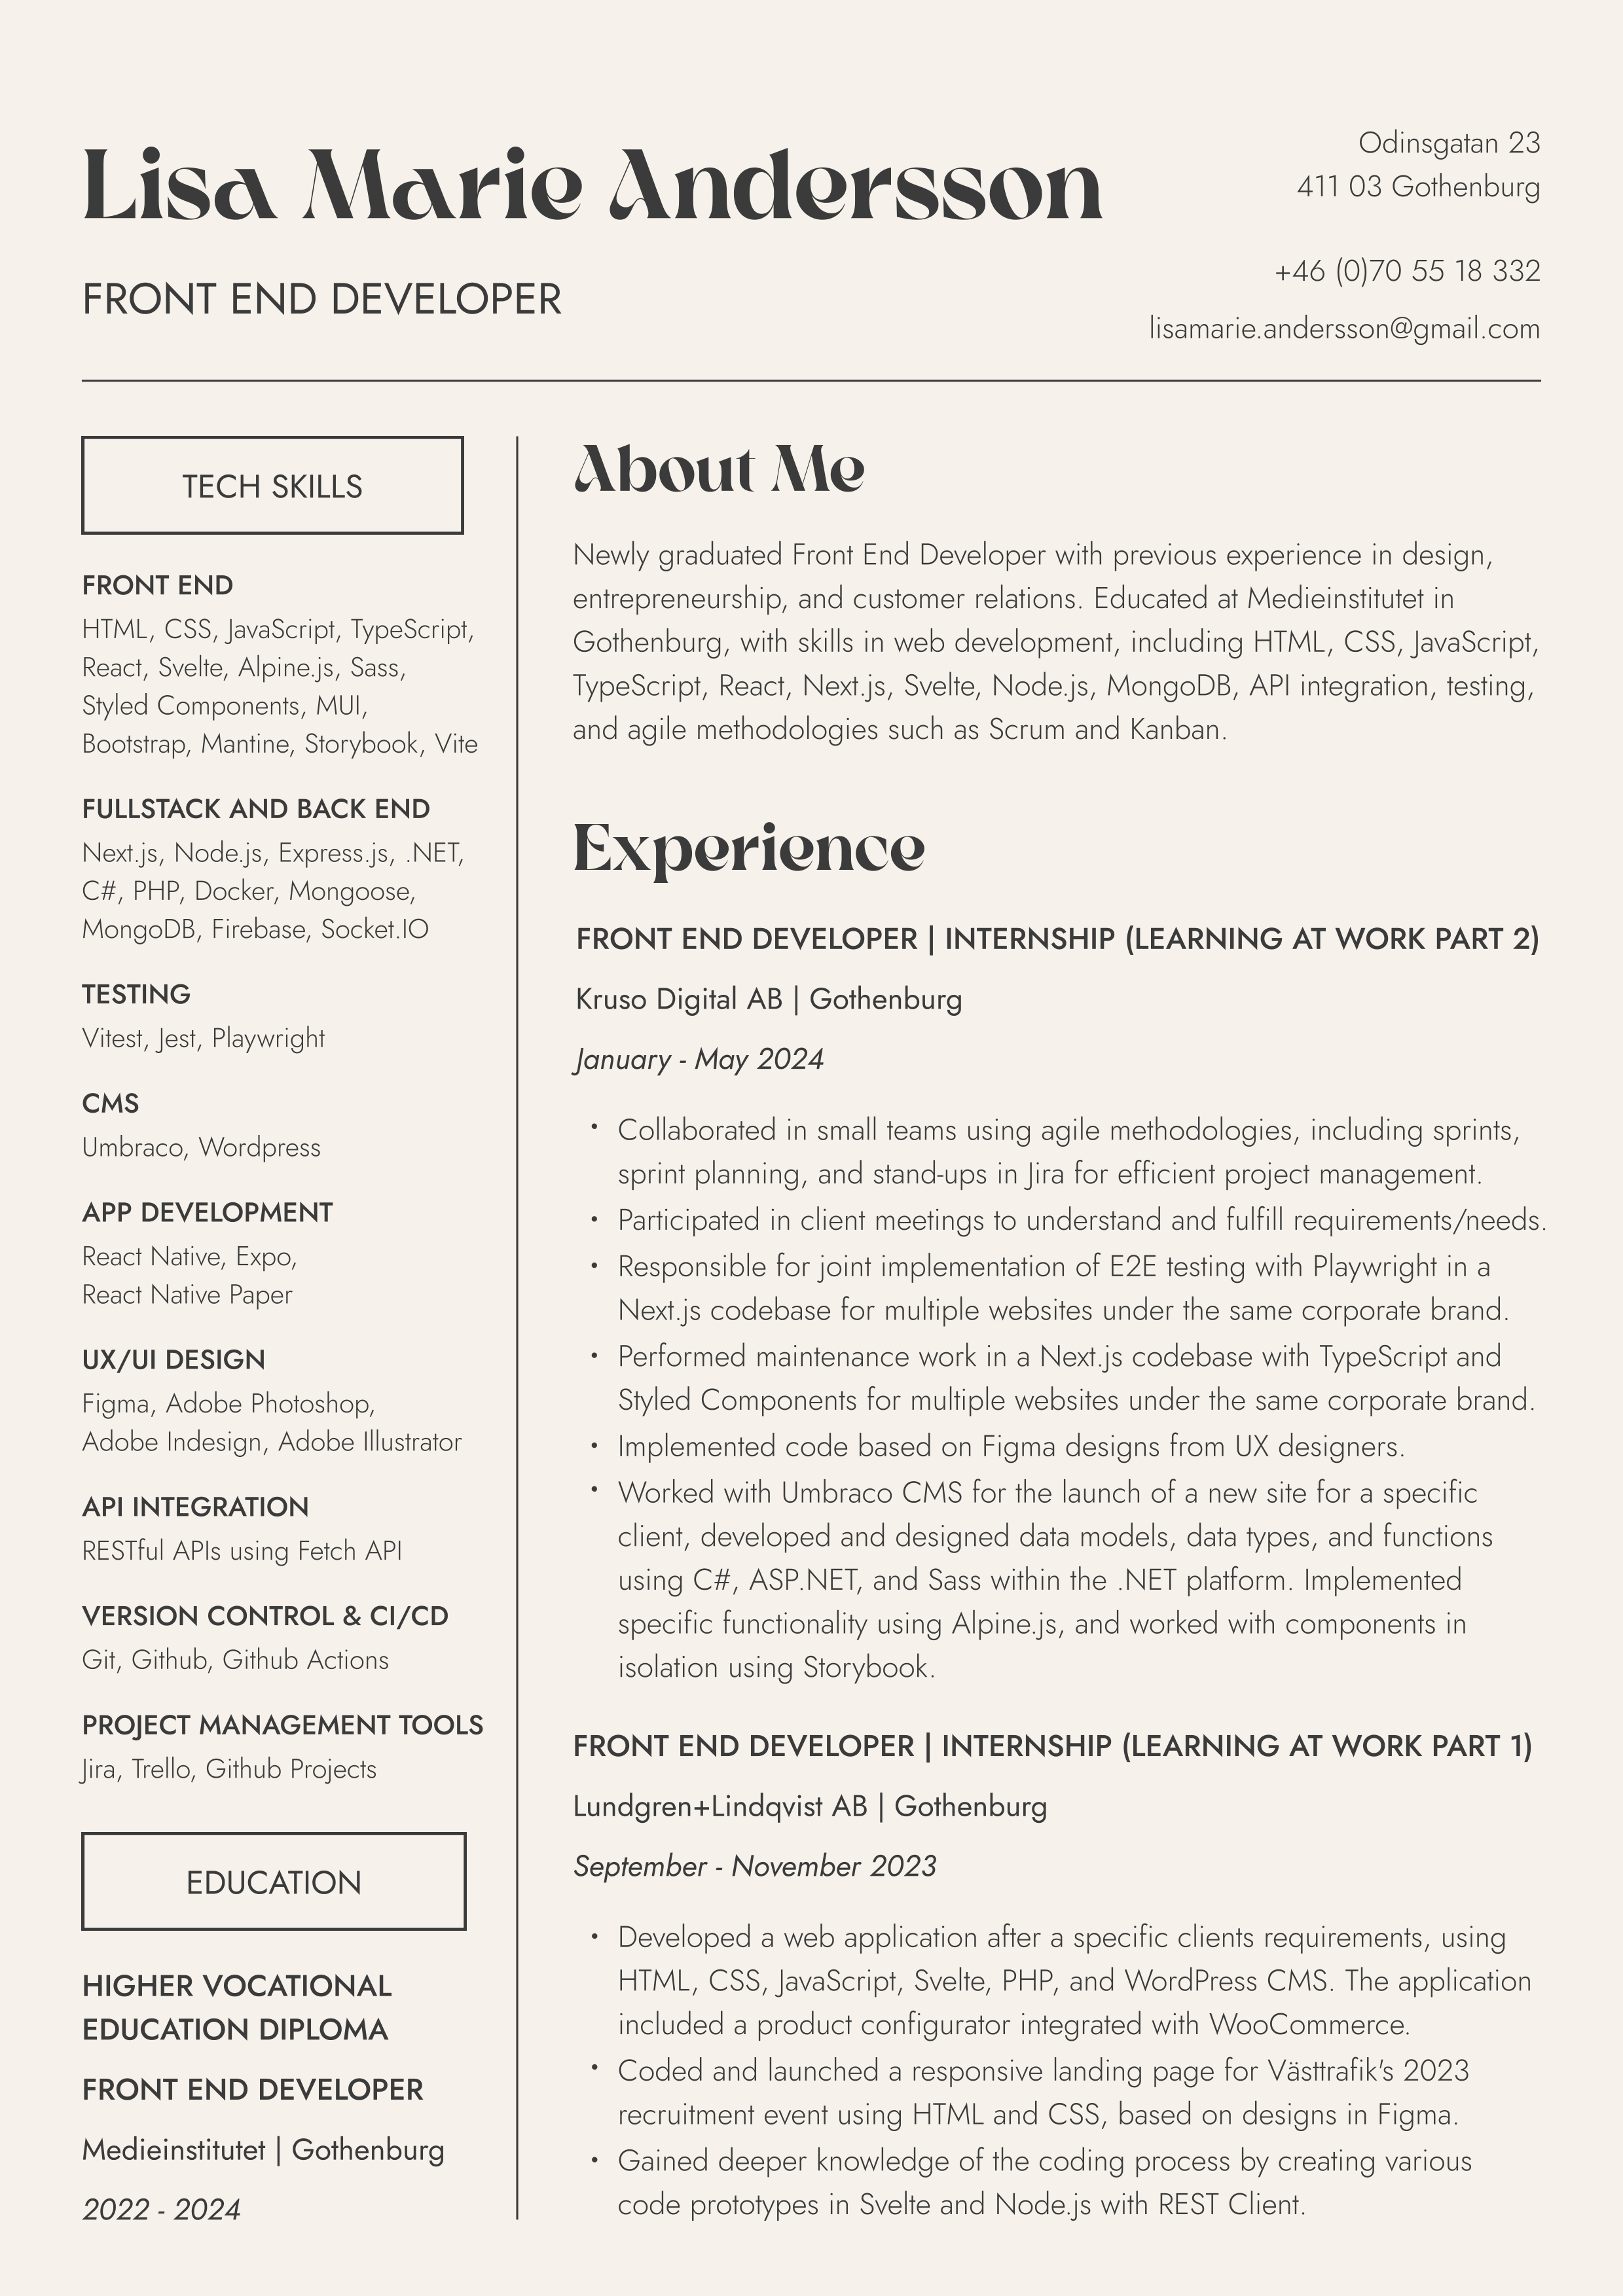 Lisa Marie Andersson
FRONT END DEVELOPER
Odinsgatan 23
411 03 Gothenburg
+46 (0)70 55 18 332
lisamarie.andersson@gmail.com
TECH SKILLS
FRONT END
HTML, CSS, JavaScript, TypeScript,
React, Svelte, Alpine.js, Sass,
Styled Components, MUI,
Bootstrap, Mantine, Storybook, Vite
FULLSTACK AND BACK END
Next.js, Node.js, Express.js, .NET,
C#, PHP, Docker, Mongoose,
MongoDB, Firebase, Socket.IO
TESTING
Vitest, Jest, Playwright
CMS
Umbraco, Wordpress
APP DEVELOPMENT
React Native, Expo,
React Native Paper
UX/UI DESIGN
Figma, Adobe Photoshop,
Adobe Indesign, Adobe Illustrator
API INTEGRATION
RESTful APIs using Fetch API
VERSION CONTROL & CI/CD
Git, Github, Github Actions
PROJECT MANAGEMENT TOOLS
Jira, Trello, Github Projects
EDUCATION
HIGHER VOCATIONAL
EDUCATION DIPLOMA
FRONT END DEVELOPER
Medieinstitutet | Gothenburg
2022 - 2024
About Me
Newly graduated Front End Developer with previous experience in design,
entrepreneurship, and customer relations. Educated at Medieinstitutet in
Gothenburg, with skills in web development, including HTML, CSS, JavaScript,
TypeScript, React, Next.js, Svelte, Node.js, MongoDB, API integration, testing,
and agile methodologies such as Scrum and Kanban.
Experience
FRONT END DEVELOPER | INTERNSHIP (LEARNING AT WORK PART 2)
Kruso Digital AB | Gothenburg
January - May 2024
• Collaborated in small teams using agile methodologies, including sprints,
sprint planning, and stand-ups in Jira for efficient project management.
• Participated in client meetings to understand and fulfill requirements/needs.
• Responsible for joint implementation of E2E testing with Playwright in a
Next.js codebase for multiple websites under the same corporate brand.
• Performed maintenance work in a Next.js codebase with TypeScript and
Styled Components for multiple websites under the same corporate brand.
• Implemented code based on Figma designs from UX designers.
• Worked with Umbraco CMS for the launch of a new site for a specific
client, developed and designed data models, data types, and functions
using C#, ASP.NET, and Sass within the .NET platform. Implemented
specific functionality using Alpine.js, and worked with components in
isolation using Storybook.
FRONT END DEVELOPER | INTERNSHIP (LEARNING AT WORK PART 1)
Lundgren+Lindqvist AB | Gothenburg
September - November 2023
• Developed a web application after a specific clients requirements, using
HTML, CSS, JavaScript, Svelte, PHP, and WordPress CMS. The application
included a product configurator integrated with WooCommerce.
• Coded and launched a responsive landing page for Västtrafik's 2023
recruitment event using HTML and CSS, based on designs in Figma.
• Gained deeper knowledge of the coding process by creating various
code prototypes in Svelte and Node.js with REST Client.